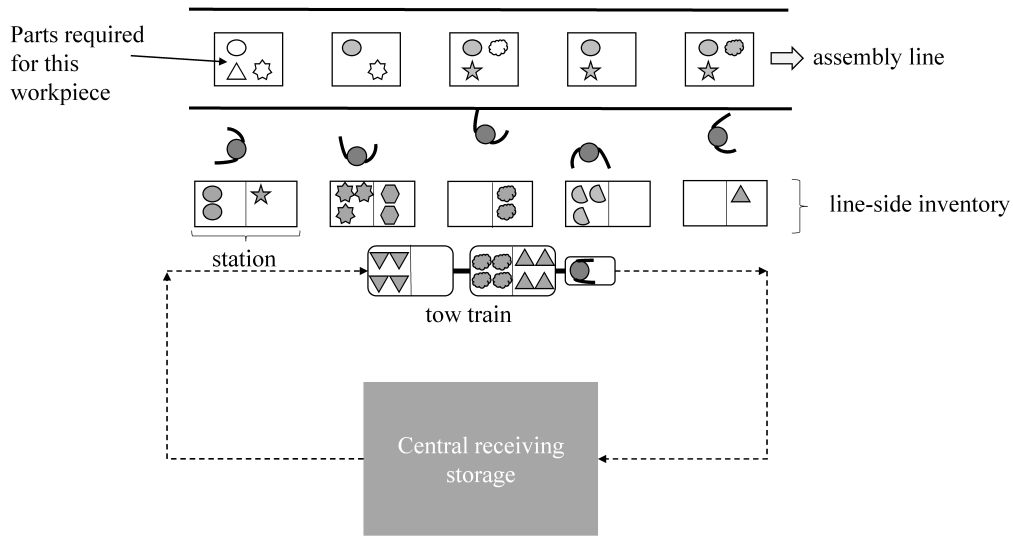 Parts required
for this
workpiece
assembly line
line-side inventory
station
tow train
Central receiving
storage